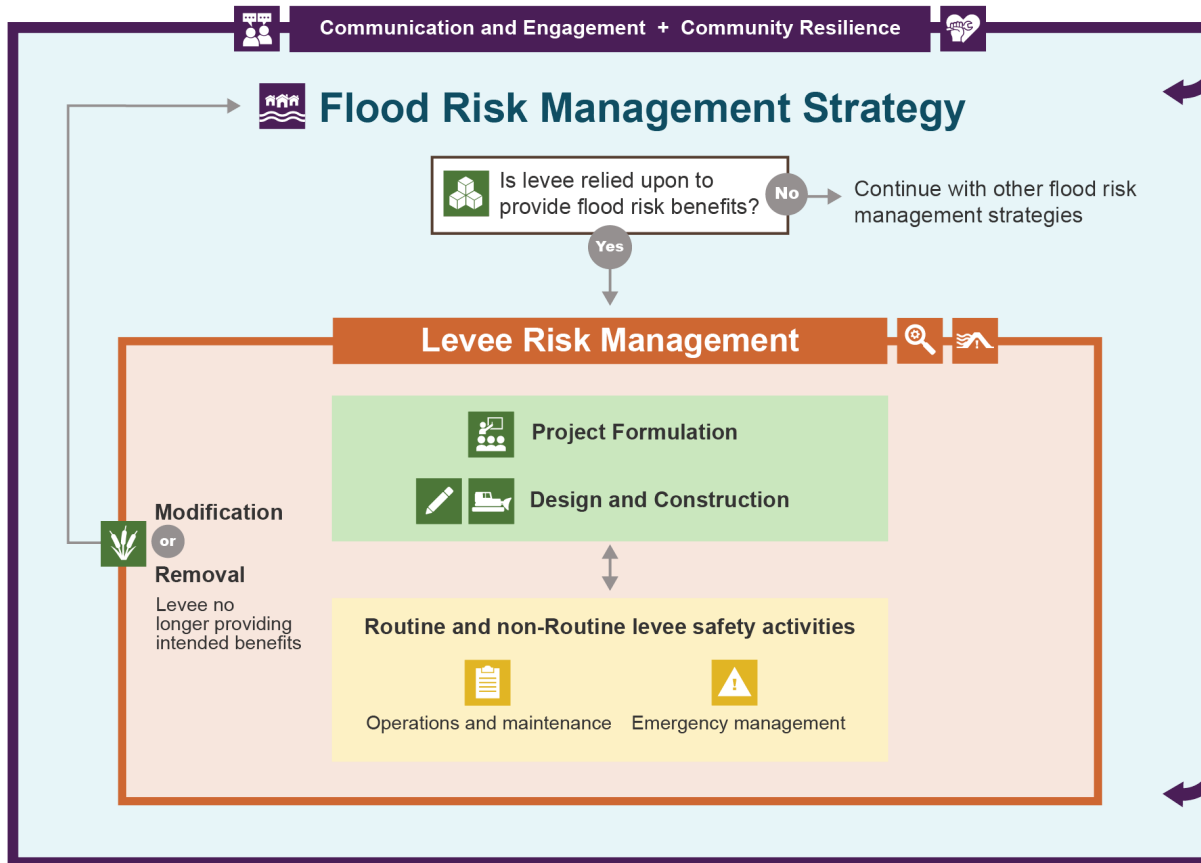 Communication and Engagement + Community Resilience
Flood Risk Management Strategy
Is levee relied upon to
provide flood risk benefits?
No
Continue with other flood risk
management strategies
Yes
Levee Risk Management
Project Formulation
Design and Construction
Modification
or
Removal
Levee no
longer providing
intended benefits
Routine and non-Routine levee safety activities
Operations and maintenance
Emergency management